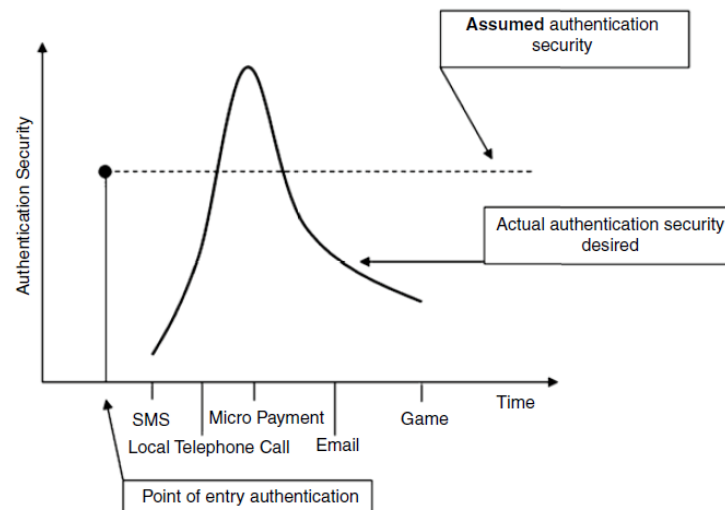 Assumed authentication
security
Authentication Security
Actual authentication security
desired
SMS
Micro Payment
Game
Time
Local Telephone Call
Email
Point of entry authentication